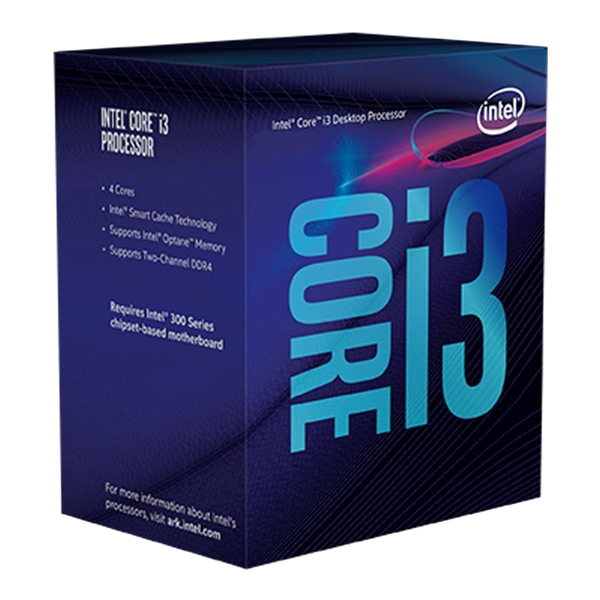 INTEL® CORE™ i3
PROCESSOR
• 4 Cores
• Intel® Smart Cache Technology
• Supports Intel® Optane™ Memory
• Supports Two-Channel DDR4
Requires Intel® 300 Series
chipset-based motherboard
For more information about Intel's
processors, visit ark.intel.com
Intel® Core™ i3 Desktop Processor
intel®
CORE i3